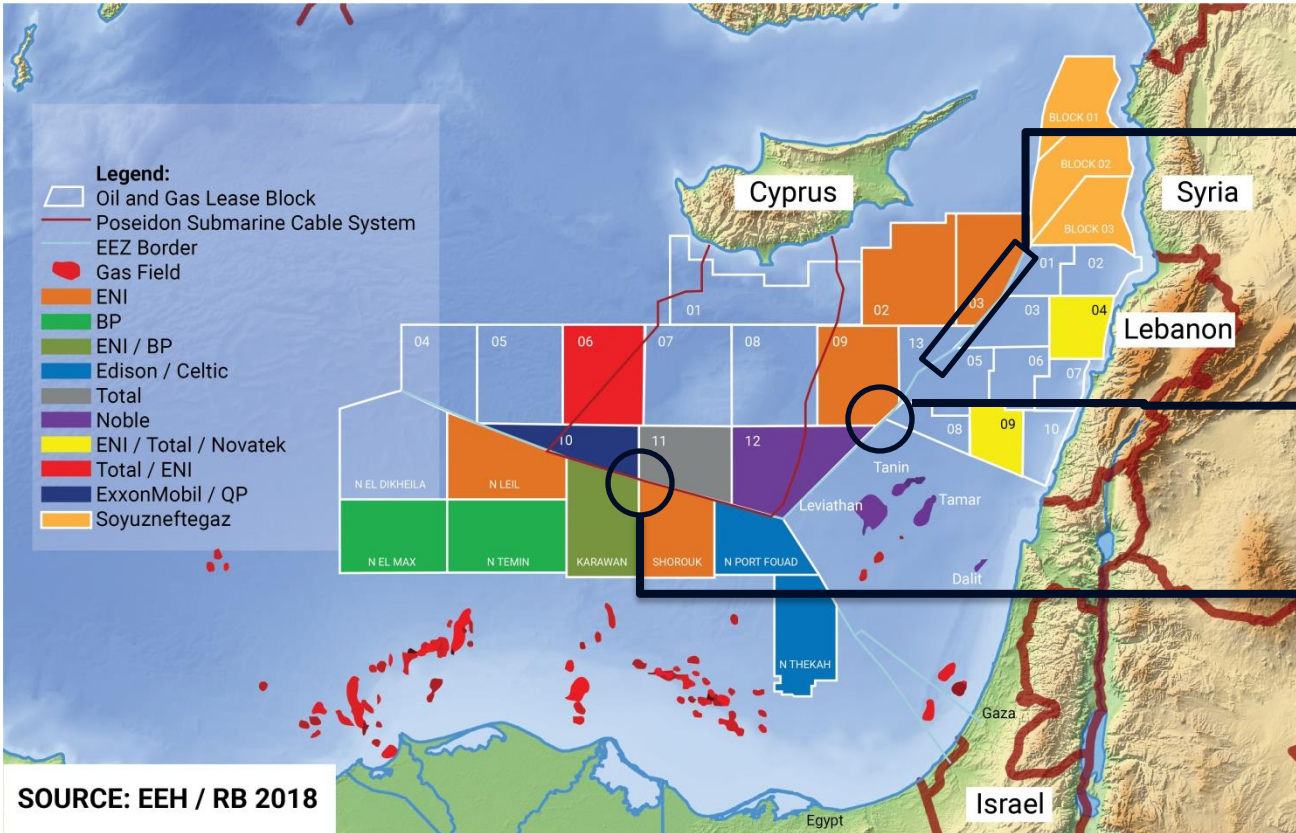 Legend:
Oil and Gas Lease Block
Poseidon Submarine Cable System
EEZ Border
Gas Field
ENI
BP
ENI / BP
Edison / Celtic
Total
Noble
ENI / Total / Novatek
Total / ENI
ExxonMobil / QP
Soyuzneftegaz
BLOCK 01
BLOCK 02
BLOCK 03
Cyprus
Syria
Lebanon
Israel
Egypt
Gaza
01
02
03
04
05
06
07
08
09
13
10
11
12
01
02
03
04
05
06
07
08
09
10
N EL DIKHEILA
N LEIL
N EL MAX
N TEMIN
KARAWAN
SHOROUK
N PORT FOUAD
N THEKAH
Tanin
Leviathan
Tamar
Dalit
SOURCE: EEH / RB 2018